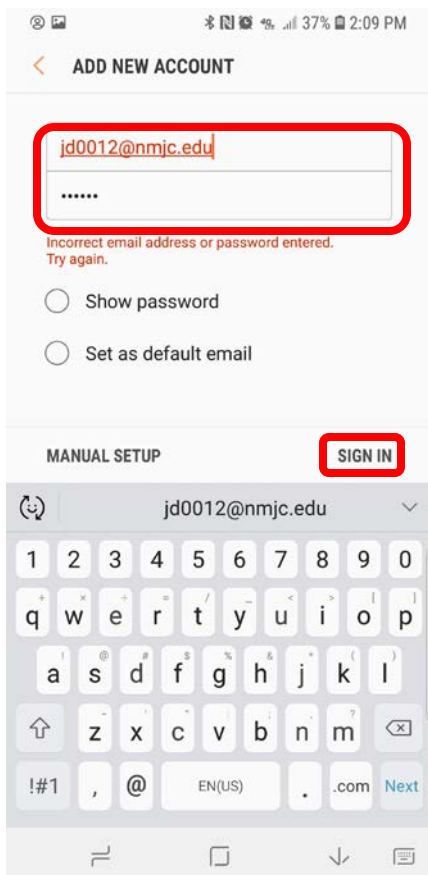 37% 2:09 PM
ADD NEW ACCOUNT
jd0012@nmjc.edu
••••••
Incorrect email address or password entered.
Try again.
Show password
Set as default email
MANUAL SETUP SIGN IN
jd0012@nmjc.edu
1 2 3 4 5 6 7 8 9 0
q w e r t y u i o p
a s d f g h j k l
z x c v b n m
!#1 , @ EN(US) . .com Next